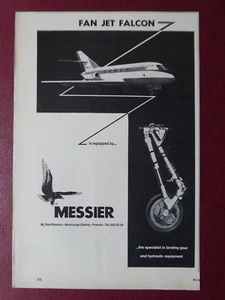 FAN JET FALCON
is equipped by...
MESSIER
...the specialist in landing gear
and hydraulic equipment